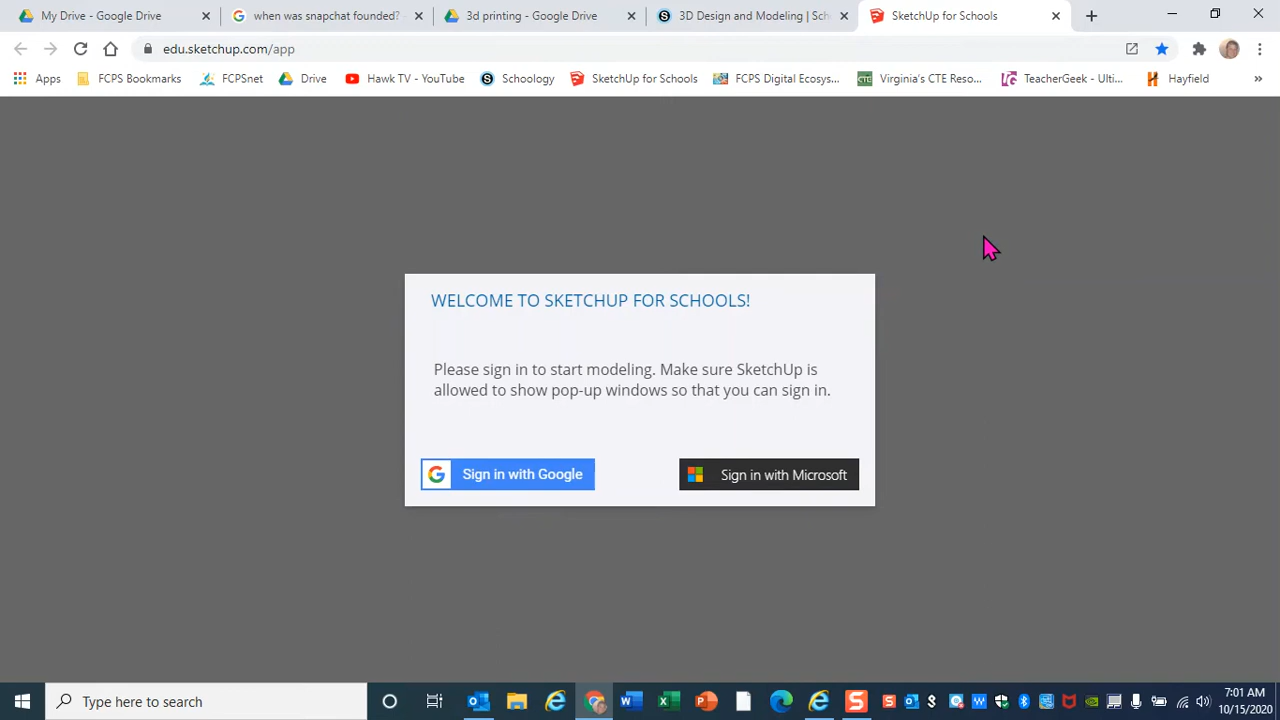 My Drive - Google Drive
when was snapchat founded?
3d printing - Google Drive
3D Design and Modeling | Sch
SketchUp for Schools
edu.sketchup.com/app
Apps
FCPS Bookmarks
FCPSnet
Drive
Hawk TV - YouTube
Schoology
SketchUp for Schools
FCPS Digital Ecosys...
Virginia's CTE Reso...
TeacherGeek - Ulti...
Hayfield
WELCOME TO SKETCHUP FOR SCHOOLS!
Please sign in to start modeling. Make sure SketchUp is
allowed to show pop-up windows so that you can sign in.
Sign in with Google
Sign in with Microsoft
Type here to search
7:01 AM
10/15/2020